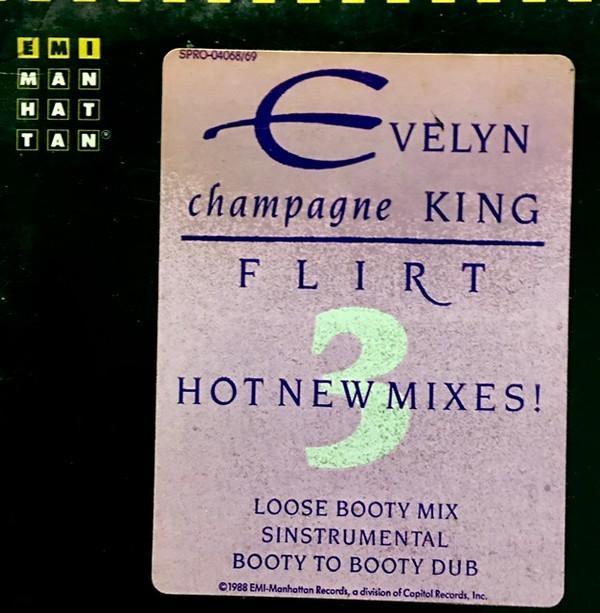 EMI
MAN
HAT
TAN®
SPRO-04068/69
EVELYN
champagne KING
FLIRT
3
HOT NEW MIXES!
LOOSE BOOTY MIX
SINSTRUMENTAL
BOOTY TO BOOTY DUB
©1988 EMI-Manhattan Records, a division of Capitol Records, Inc.